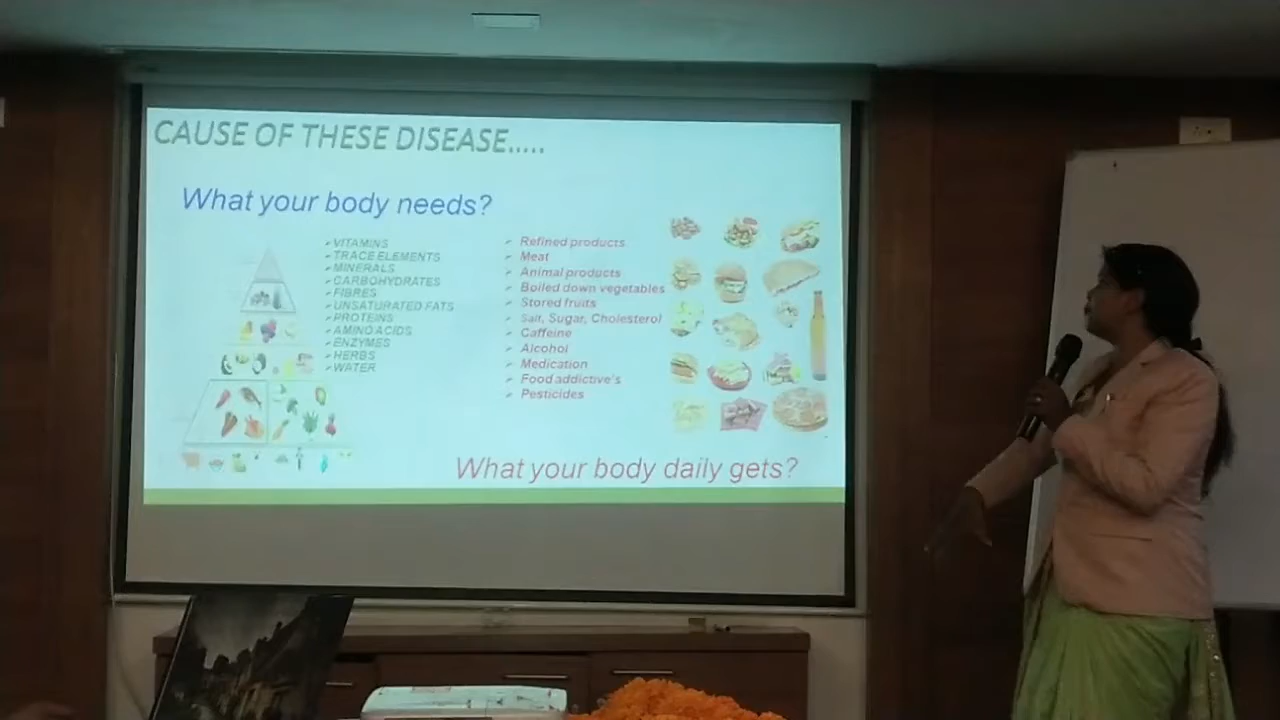 CAUSE OF THESE DISEASE.....
What your body needs?
VITAMINS
TRACE ELEMENTS
MINERALS
CARBOHYDRATES
FIBRES
UNSATURATED FATS
PROTEINS
AMINO ACIDS
ENZYMES
HERBS
WATER
Refined products
Meat
Animal products
Boiled down vegetables
Stored fruits
Salt, Sugar, Cholesterol
Caffeine
Alcohol
Medication
Food addictive's
Pesticides
What your body daily gets?